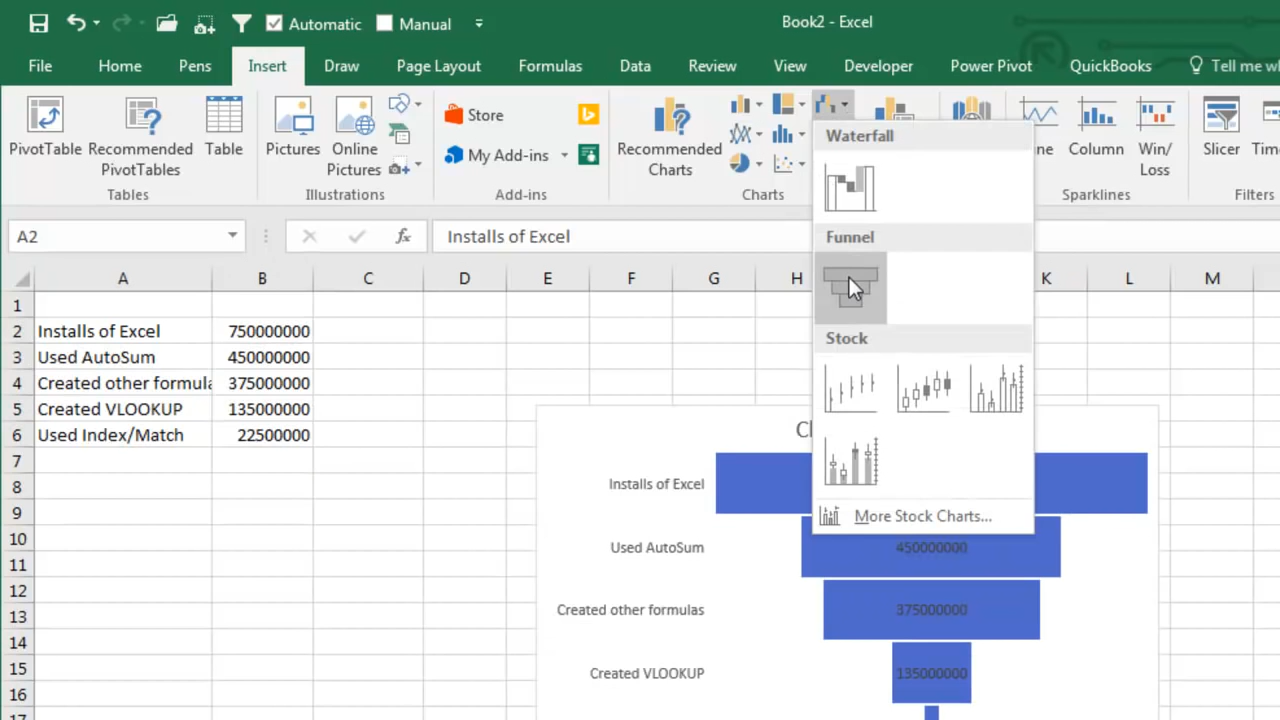 Automatic Manual Book2 - Excel
File Home Pens Insert Draw Page Layout Formulas Data Review View Developer Power Pivot QuickBooks Tell me
PivotTable Recommended PivotTables Table Pictures Online Pictures Store My Add-ins Recommended Charts Column Win/Loss Slicer
Tables Illustrations Add-ins Charts Sparklines Filters
A2 fx Installs of Excel
A B C D E F G H K L M
1
2 Installs of Excel 750000000
3 Used AutoSum 450000000
4 Created other formula 375000000
5 Created VLOOKUP 135000000
6 Used Index/Match 22500000
7
8
9
10
11
12
13
14
15
16
17
Waterfall
Funnel
Stock
More Stock Charts...
Installs of Excel
Used AutoSum 450000000
Created other formulas 375000000
Created VLOOKUP 135000000